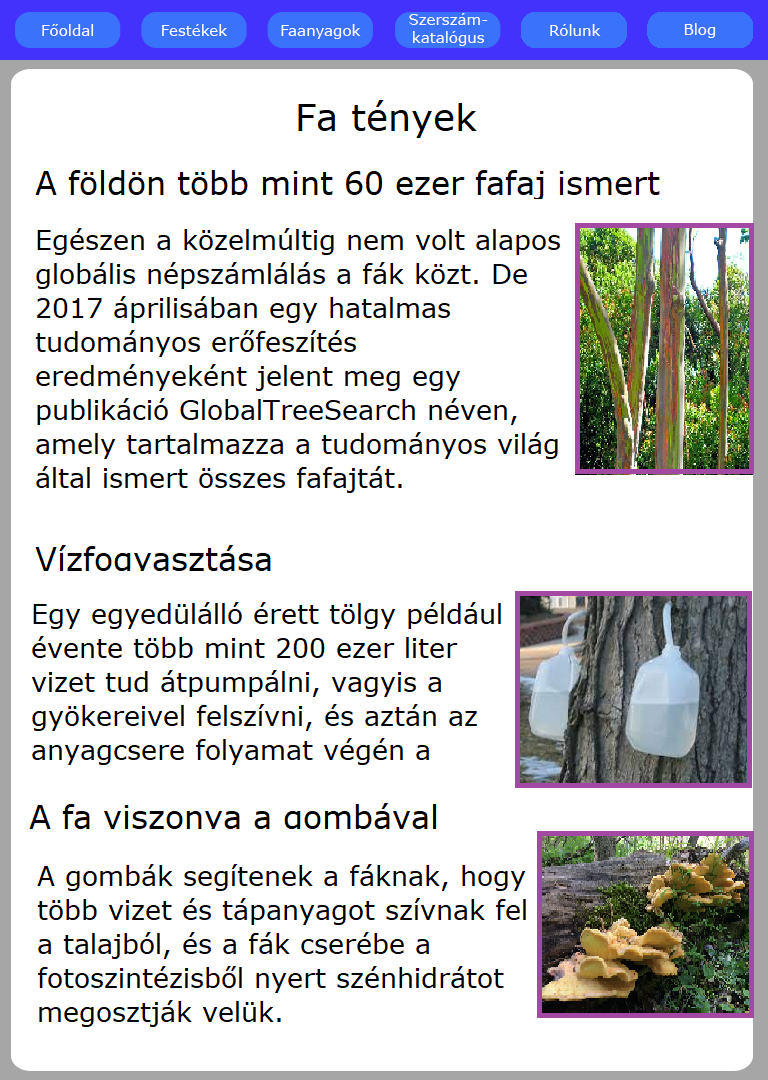 Főoldal
Festékek
Faanyagok
Szerszám-
katalógus
Rólunk
Blog
Fa tények
A földön több mint 60 ezer fafaj ismert
Egészen a közelmúltig nem volt alapos
globális népszámlálás a fák közt. De
2017 áprilisában egy hatalmas
tudományos erőfeszítés
eredményeként jelent meg egy
publikáció GlobalTreeSearch néven,
amely tartalmazza a tudományos világ
által ismert összes fafajtát.
Vízfogyasztása
Egy egyedülálló érett tölgy például
évente több mint 200 ezer liter
vizet tud átpumpálni, vagyis a
gyökereivel felszívni, és aztán az
anyagcsere folyamat végén a
A fa viszonya a gombával
A gombák segítenek a fáknak, hogy
több vizet és tápanyagot szívnak fel
a talajból, és a fák cserébe a
fotoszintézisből nyert szénhidrátot
megosztják velük.